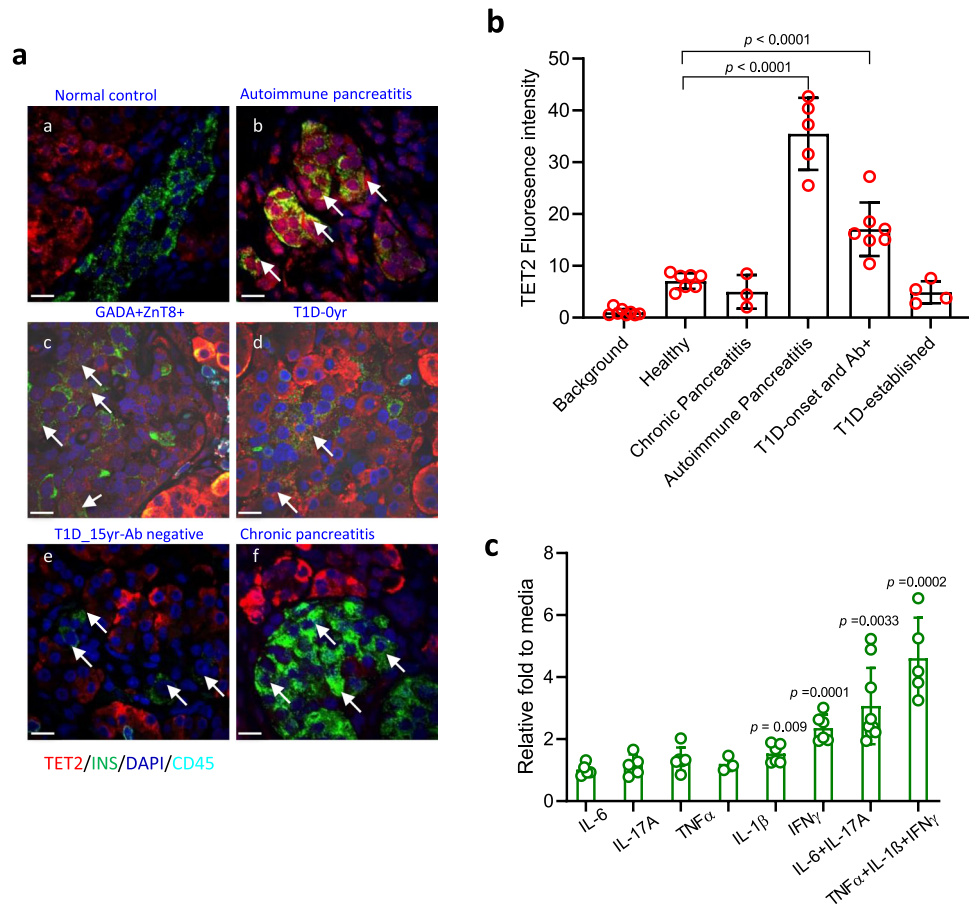 a
Normal control
Autoimmune pancreatitis
a
b
GADA+ZnT8+
T1D-0yr
c
d
T1D_15yr-Ab negative
Chronic pancreatitis
e
f
TET2/INS/DAPI/CD45
b
p < 0.0001
p < 0.0001
TET2 Fluoresence intensity
50
40
30
20
10
0
Background
Healthy
Chronic Pancreatitis
Autoimmune Pancreatitis
T1D-onset and Ab+
T1D-established
c
Relative fold to media
8
6
4
2
0
p =0.009
p =0.0001
p =0.0033
p =0.0002
IL-6
IL-17A
TNFα
IL-1β
IFNγ
IL-6+IL-17A
TNFα+IL-1ß+IFNγ